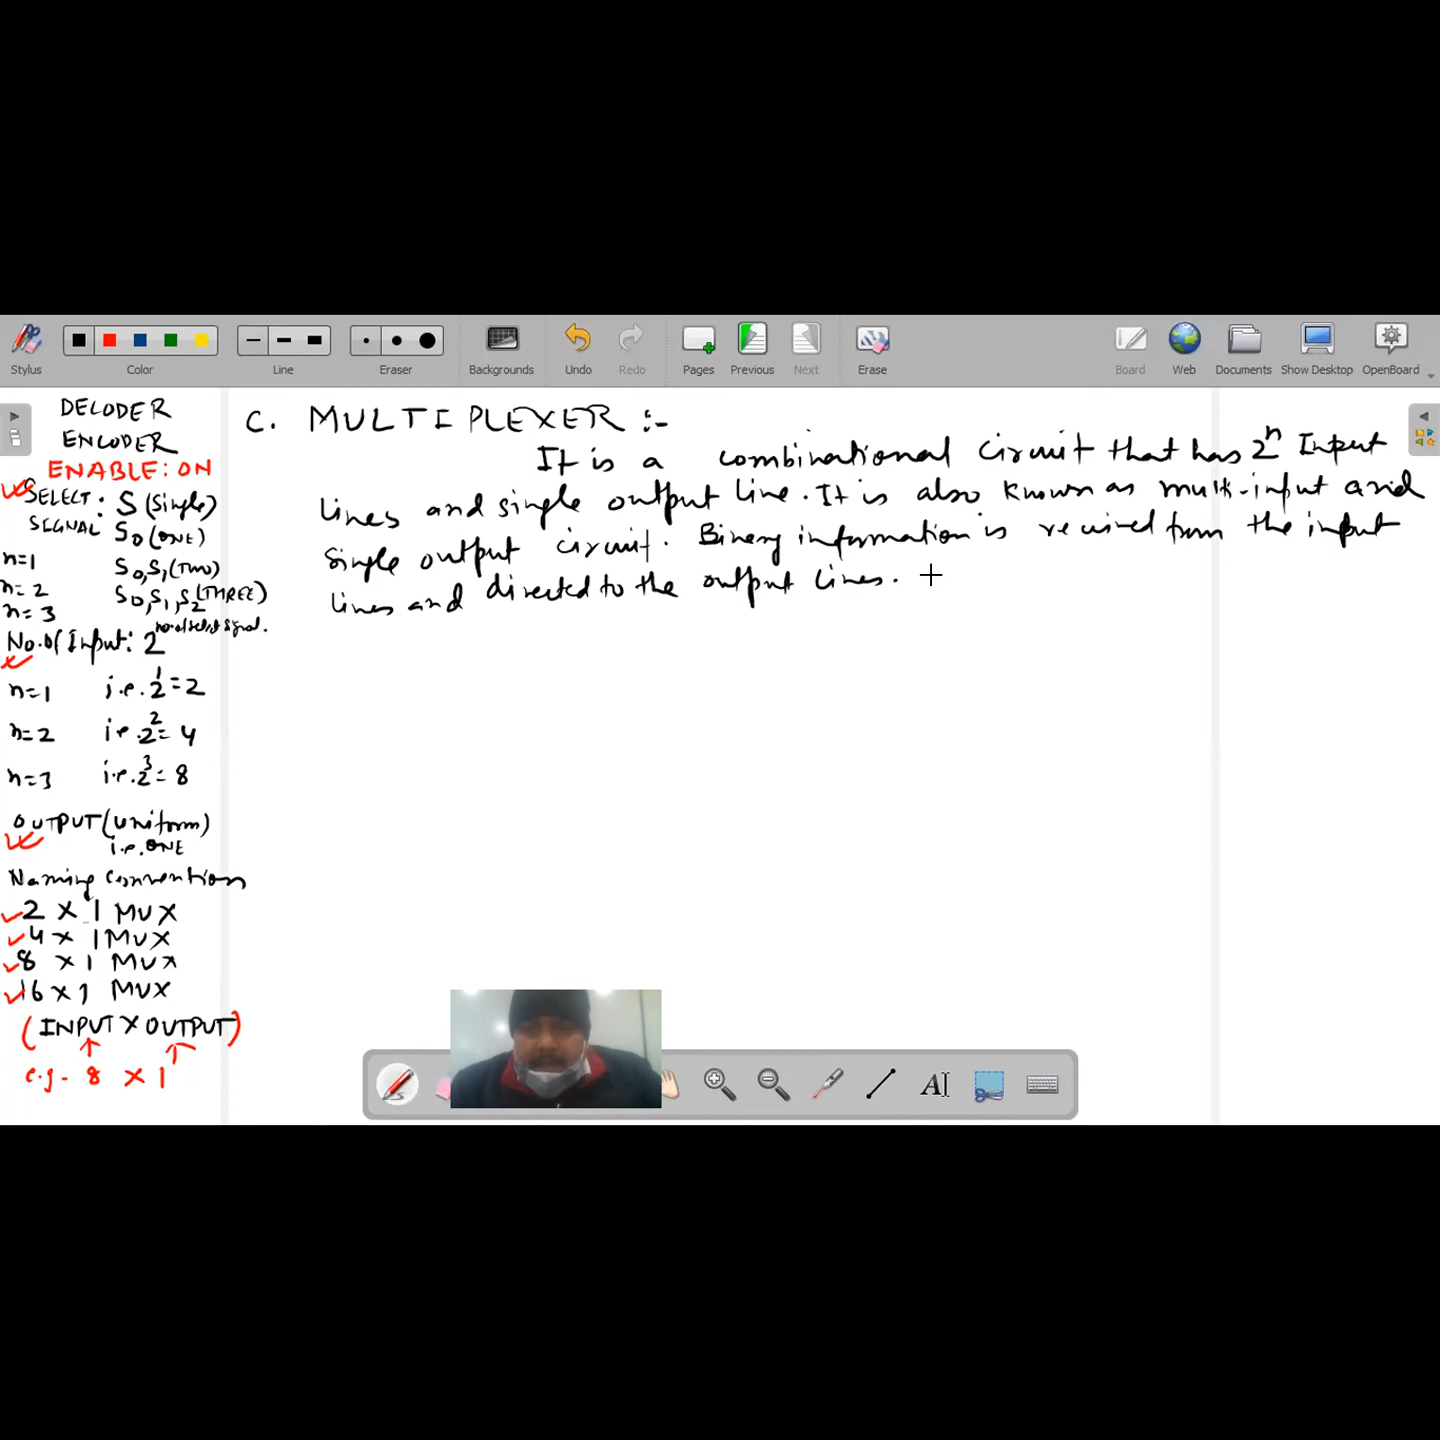 Stylus
Color
Line
Eraser
Backgrounds
Undo
Redo
Pages
Previous
Next
Erase
Board
Web
Documents
Show Desktop
OpenBoard
DECODER
ENCODER
ENABLE: ON
SELECT : S (Single)
SIGNAL S0 (ONE)
n=1 S0, S1 (TWO)
n=2 S0, S1, S2 (THREE)
n=3
no. of select signal.
No. of Input: 2
n=1 i.e. 2^1=2
n=2 i.e. 2^2= 4
n=3 i.e. 2^3= 8
OUTPUT (Uniform)
i.e. ONE
Naming Convention
2 X 1 MUX
4 X 1 MUX
8 X 1 MUX
16 X 1 MUX
(INPUT X OUTPUT)
e.g. 8 X 1
C. MULTIPLEXER :-
It is a combinational circuit that has 2^n Input
lines and single output line. It is also known as multi-input and
single output circuit. Binary information is received from the input
lines and directed to the output lines.
AI